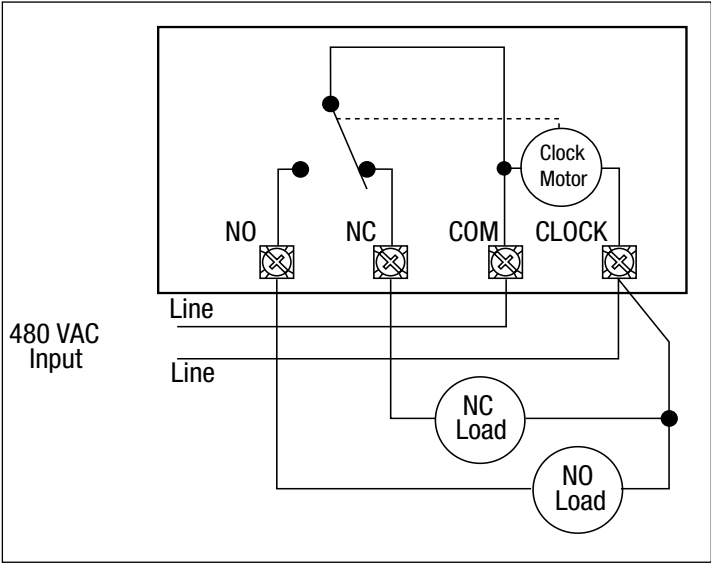 Clock
Motor
NO
NC
COM
CLOCK
Line
480 VAC
Input
Line
NC
Load
NO
Load